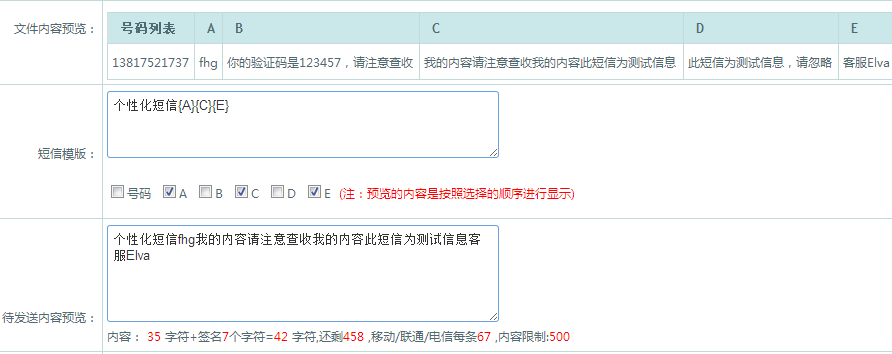 文件内容预览： 号码列表 A B C D E
13817521737 fhg 你的验证码是123457，请注意查收 我的内容请注意查收我的内容此短信为测试信息 此短信为测试信息，请忽略 客服Elva
短信模版：
个性化短信{A}{C}{E}
号码 A B C D E (注：预览的内容是按照选择的顺序进行显示)
待发送内容预览：
个性化短信fhg我的内容请注意查收我的内容此短信为测试信息客
服Elva
内容： 35 字符+签名7个字符=42 字符,还剩458 ,移动/联通/电信每条67 ,内容限制:500